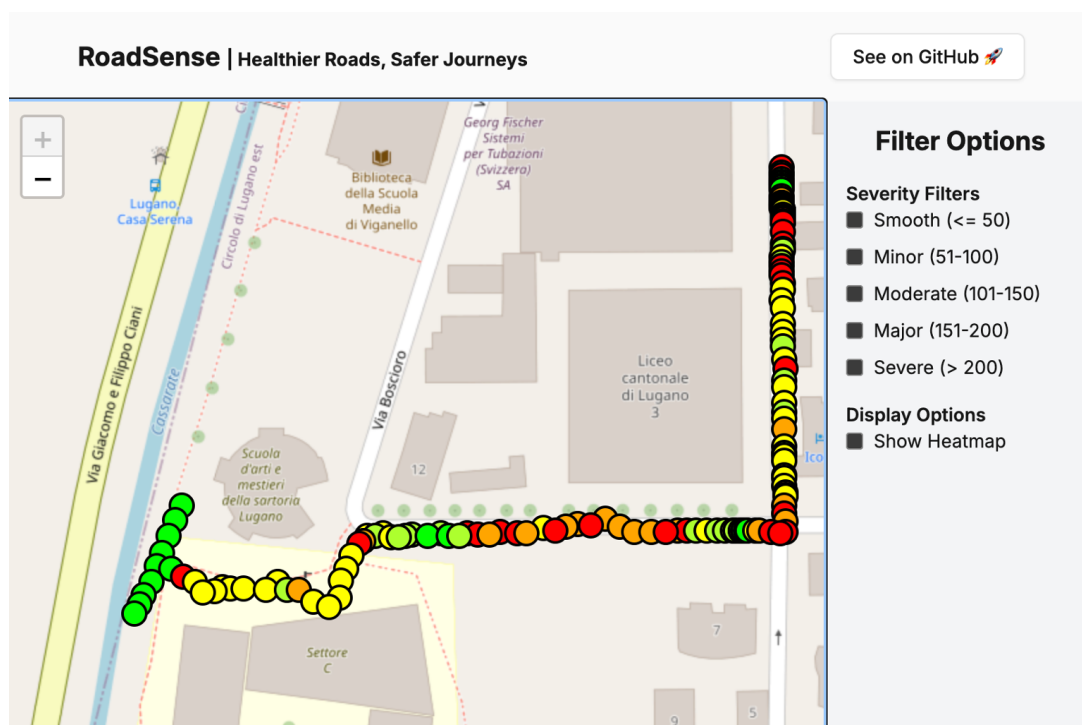 RoadSense | Healthier Roads, Safer Journeys
See on GitHub 🚀
+
−
Georg Fischer
Sistemi
per Tubazioni
(Svizzera)
SA
Biblioteca
della Scuola
Media
di Viganello
Lugano,
Casa Serena
Circolo di Lugano est
Via Giacomo e Filippo Ciani
Cassarate
Via Boscioro
Liceo
cantonale
di Lugano
3
12
Scuola
d'arti e
mestieri
della sartoria
Lugano
Ico
Settore
C
7
9
5
Filter Options
Severity Filters
Smooth (<= 50)
Minor (51-100)
Moderate (101-150)
Major (151-200)
Severe (> 200)
Display Options
Show Heatmap